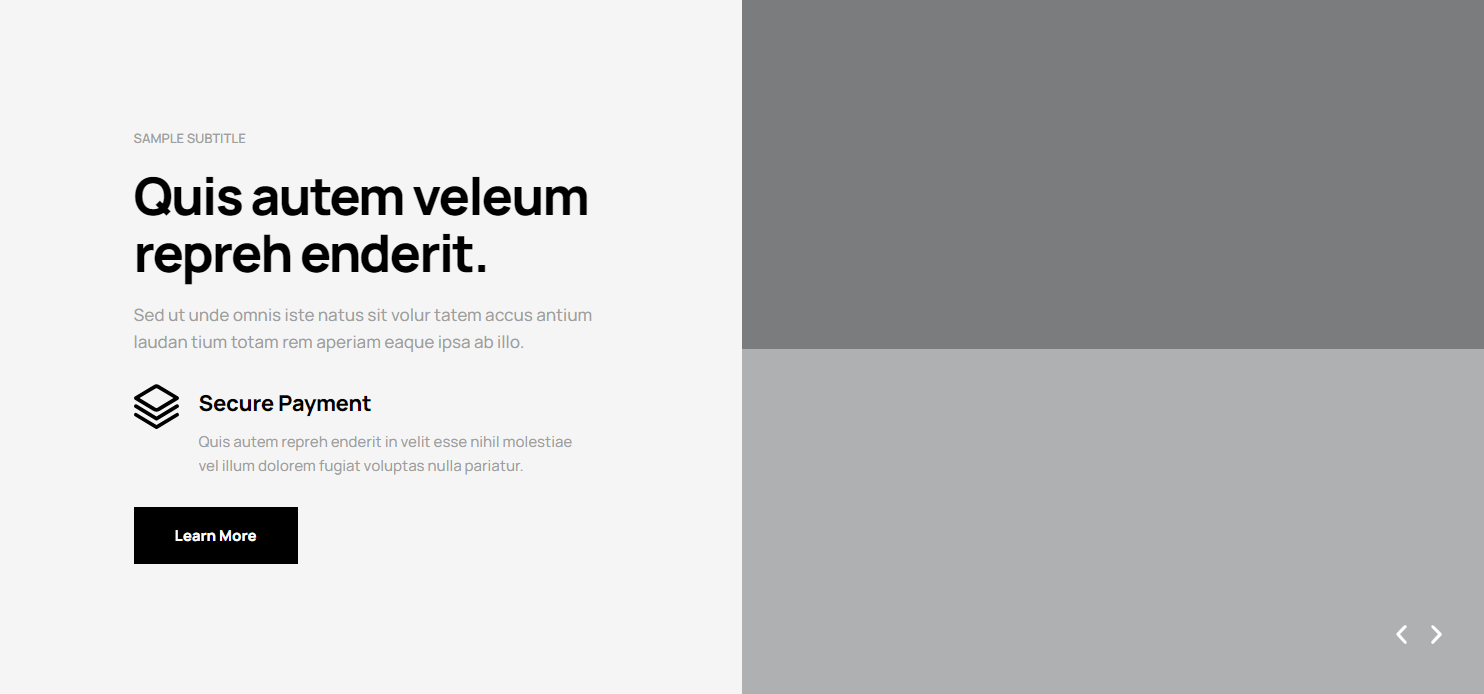 SAMPLE SUBTITLE
Quis autem veleum
repreh enderit.
Sed ut unde omnis iste natus sit volur tatem accus antium
laudan tium totam rem aperiam eaque ipsa ab illo.
Secure Payment
Quis autem repreh enderit in velit esse nihil molestiae
vel illum dolorem fugiat voluptas nulla pariatur.
Learn More